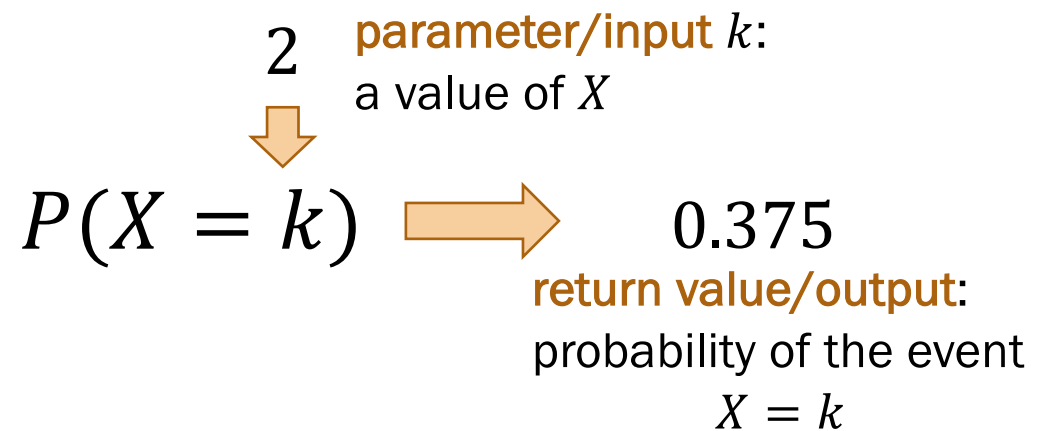 2
parameter/input k:
a value of X
P(X = k)
0.375
return value/output:
probability of the event
X = k